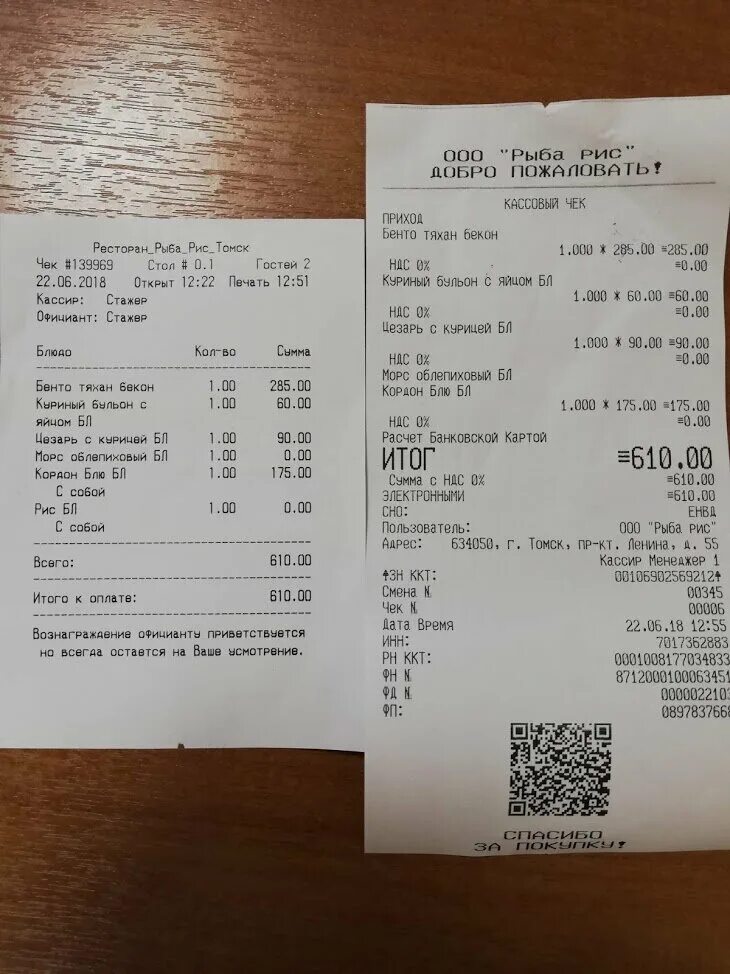 Ресторан_Рыба_Рис_Томск
Чек #139969 Стол # 0.1 Гостей 2
22.06.2018 Открыт 12:22 Печать 12:51
Кассир: Стажер
Официант: Стажер
Блюдо Кол-во Сумма
Бенто тяхан бекон 1.00 285.00
Куриный бульон с 1.00 60.00
яйцом БЛ
Цезарь с курицей БЛ 1.00 90.00
Морс облепиховый БЛ 1.00 0.00
Кордон Блю БЛ 1.00 175.00
С собой
Рис БЛ 1.00 0.00
С собой
Всего: 610.00
Итого к оплате: 610.00
Вознаграждение официанту приветствуется
но всегда остается на Ваше усмотрение.
ООО "Рыба рис"
ДОБРО ПОЖАЛОВАТЬ!
КАССОВЫЙ ЧЕК
ПРИХОД
Бенто тяхан бекон
1.000 * 285.00 =285.00
НДС 0% =0.00
Куриный бульон с яйцом БЛ
1.000 * 60.00 =60.00
НДС 0% =0.00
Цезарь с курицей БЛ
1.000 * 90.00 =90.00
НДС 0% =0.00
Морс облепиховый БЛ
Кордон Блю БЛ
1.000 * 175.00 =175.00
НДС 0% =0.00
Расчет Банковской Картой
ИТОГ =610.00
Сумма с НДС 0% =610.00
ЭЛЕКТРОННЫМИ =610.00
СНО: ЕНВД
Пользователь: ООО "Рыба рис"
Адрес: 634050, г. Томск, пр-кт. Ленина, д. 55
Кассир Менеджер 1
ЗН ККТ: 00106902569212
Смена № 00345
Чек № 00006
Дата Время 22.06.18 12:55
ИНН: 7017362883
РН ККТ: 0001008177034833
ФН № 8712000100063451
ФД № 0000022103
ФП: 0897837668
СПАСИБО
ЗА ПОКУПКУ!